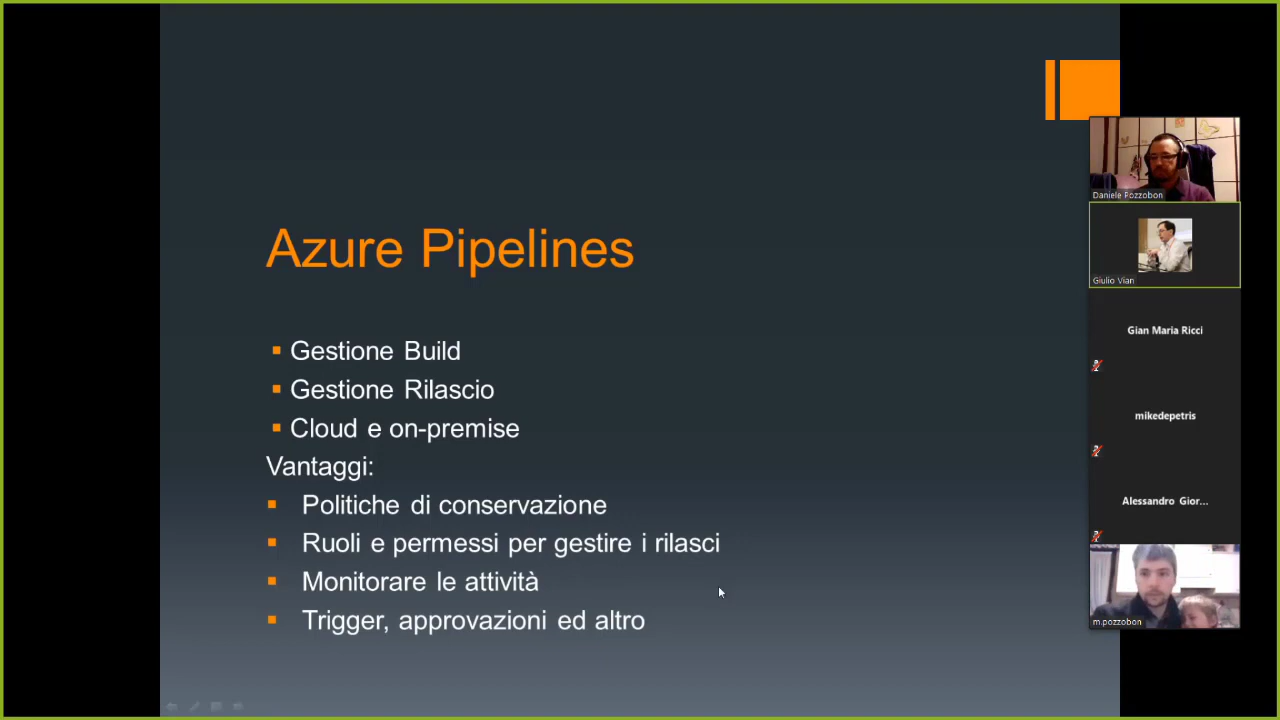 Azure Pipelines
Gestione Build
Gestione Rilascio
Cloud e on-premise
Vantaggi:
Politiche di conservazione
Ruoli e permessi per gestire i rilasci
Monitorare le attività
Trigger, approvazioni ed altro
Daniele Pozzobon
Giulio Vian
Gian Maria Ricci
mikedepetris
Alessandro Gior...
m.pozzobon